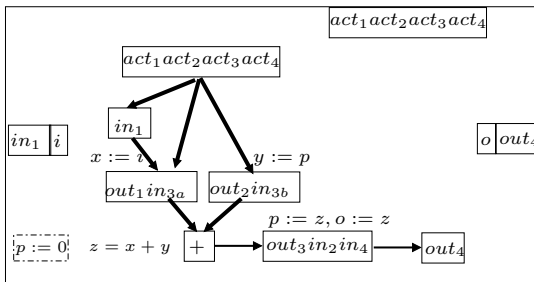 act₁act₂act₃act₄
act₁act₂act₃act₄
in₁
in₁ i
o out₄
x := i
y := p
out₁in₃ₐ
out₂in₃b
p := z, o := z
p := 0
z = x + y
+
out₃in₂in₄
out₄